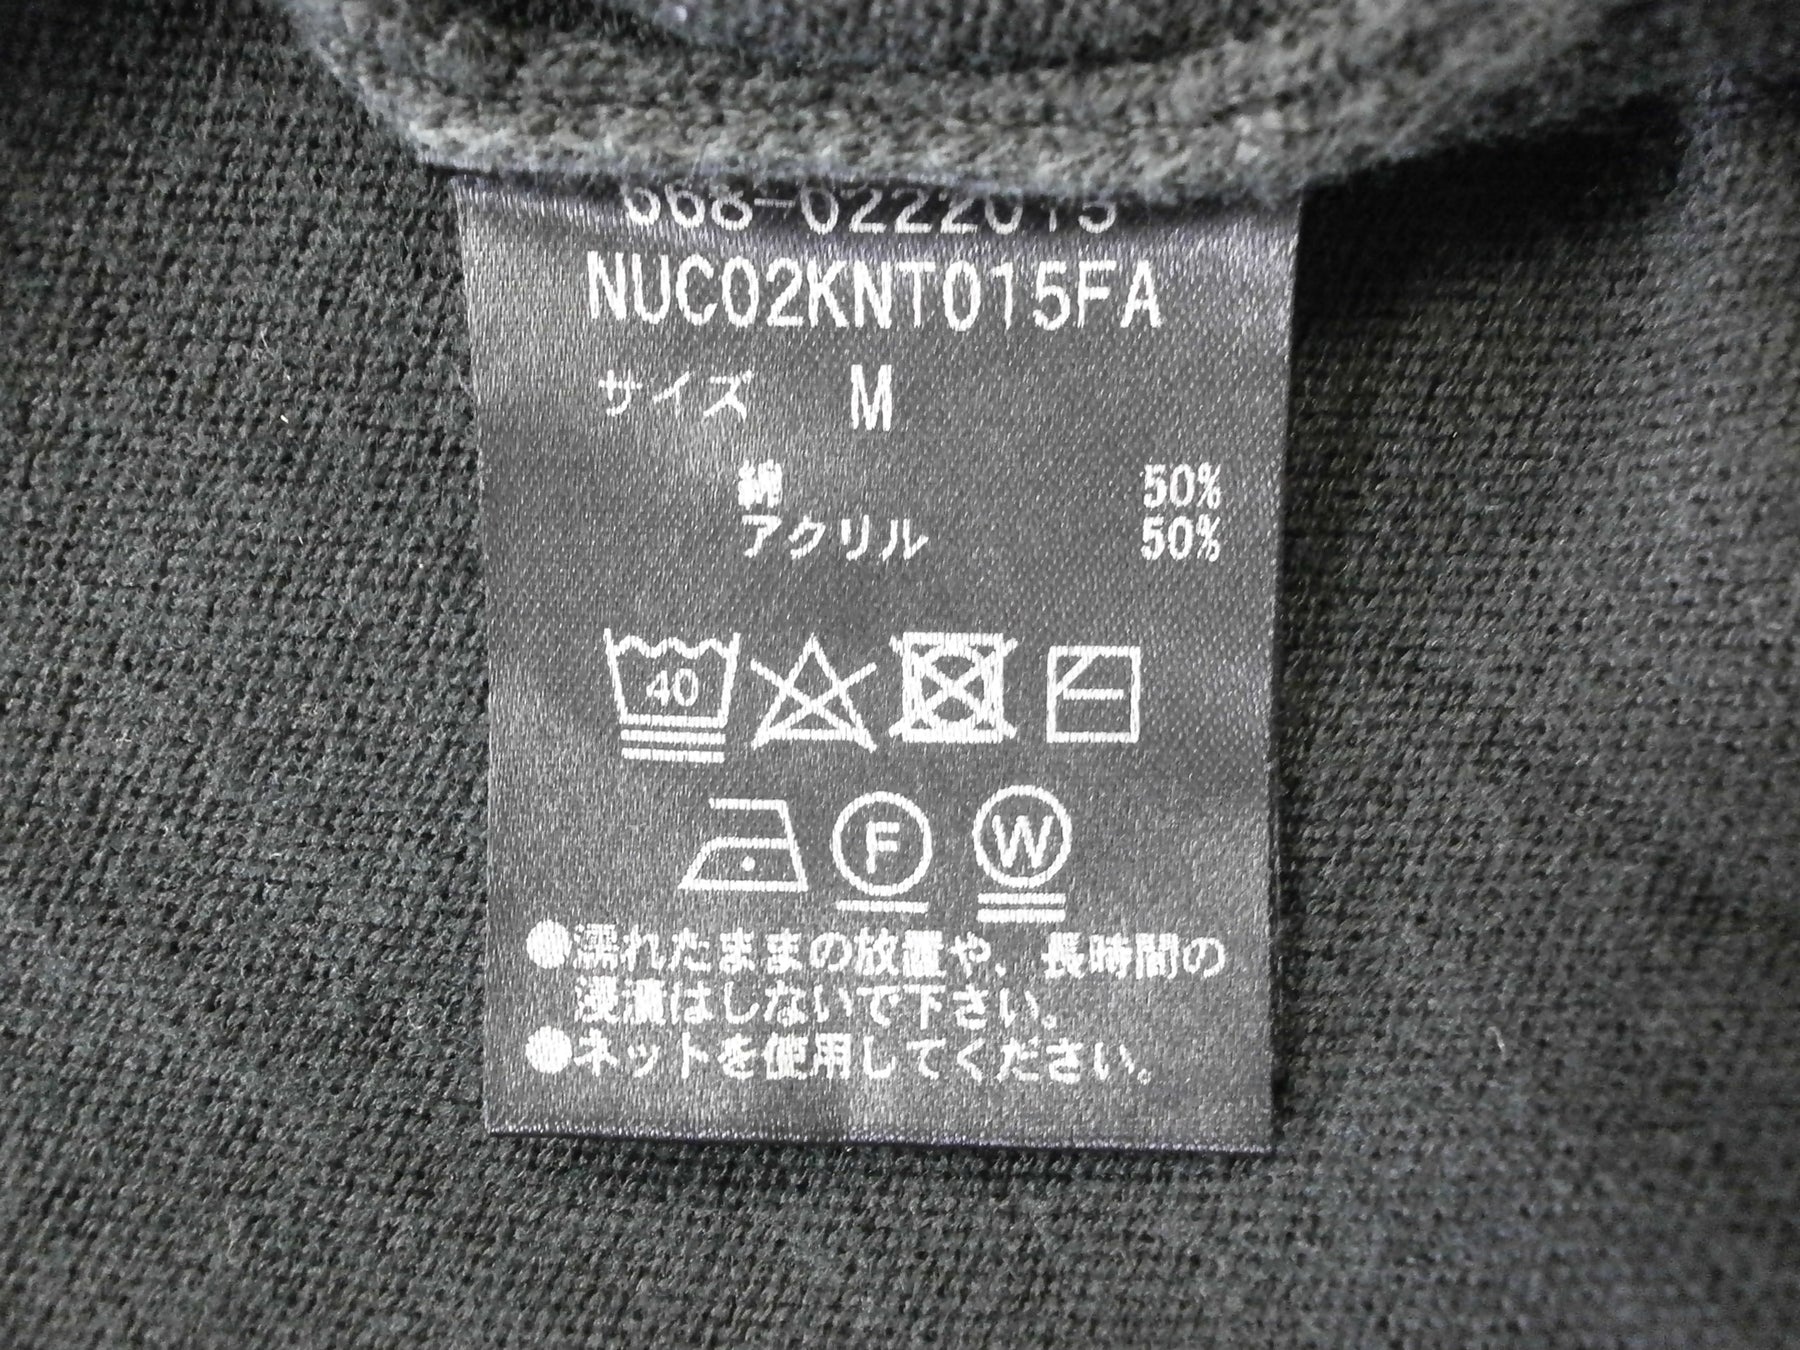 668-0222015
NUC02KNT015FA
サイズ M
綿 50%
アクリル 50%
40
F W
●濡れたままの放置や、長時間の
浸漬はしないで下さい。
●ネットを使用してください。